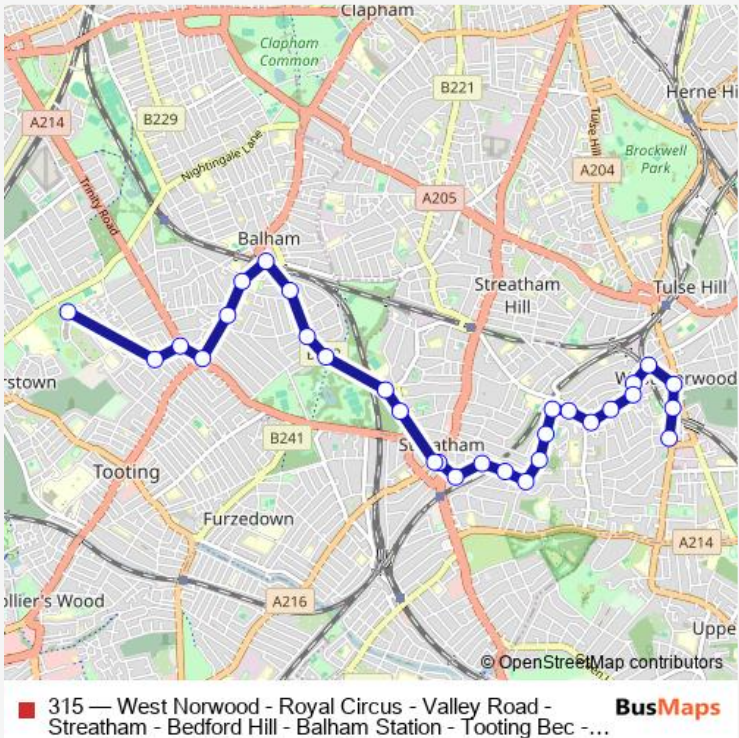 Clapham
Clapham
Common
B221
Herne Hi
A214
B229
Tulse Hill
Nightingale Lane
Brockwell
Park
A204
Trinity Road
A205
Balham
Streatham
Hill
Tulse Hill
rstown
orwood
Streatham
B241
Tooting
Furzedown
A214
A216
ollier's Wood
Uppe
© OpenStreetMap contributors
315 — West Norwood - Royal Circus - Valley Road -
Streatham - Bedford Hill - Balham Station - Tooting Bec -...
BusMaps